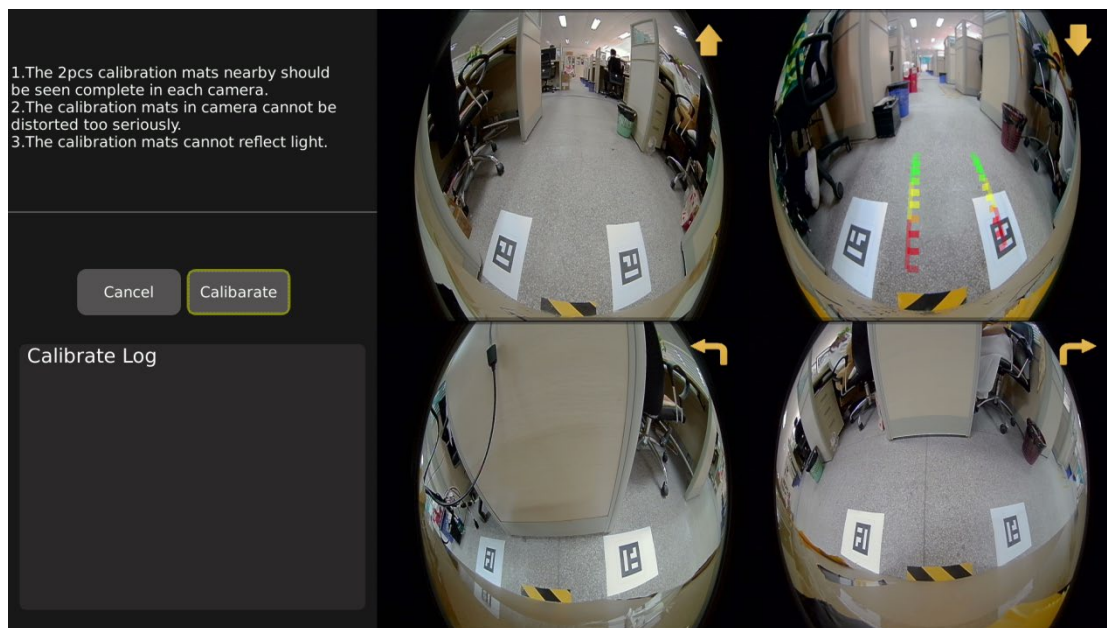 1.The 2pcs calibration mats nearby should
be seen complete in each camera.
2.The calibration mats in camera cannot be
distorted too seriously.
3.The calibration mats cannot reflect light.
Cancel
Calibarate
Calibrate Log